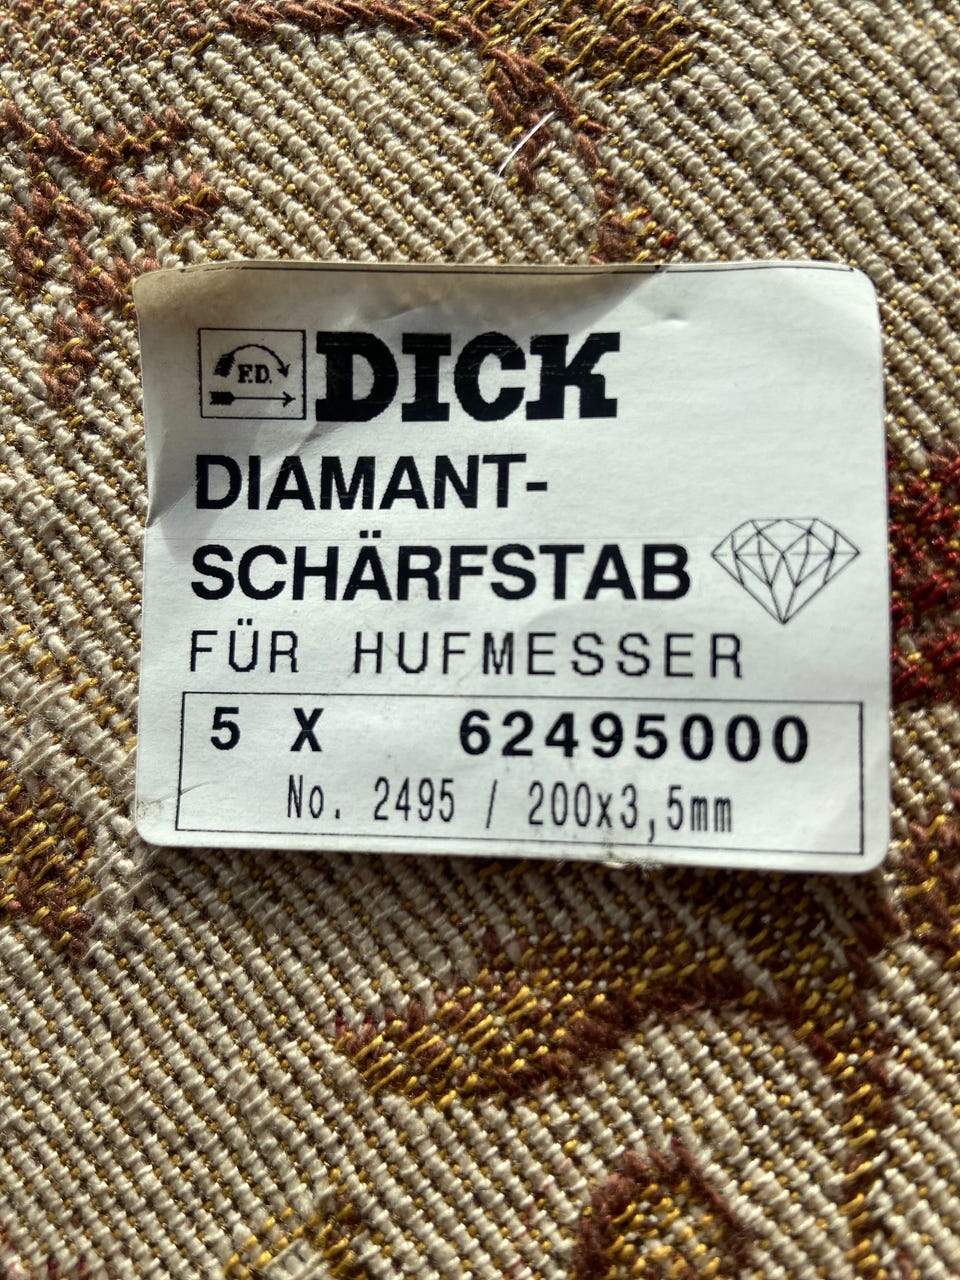 F.D. DICK
DIAMANT-
SCHÄRFSTAB
FÜR HUFMESSER
5 X 62495000
No. 2495 / 200x3,5mm